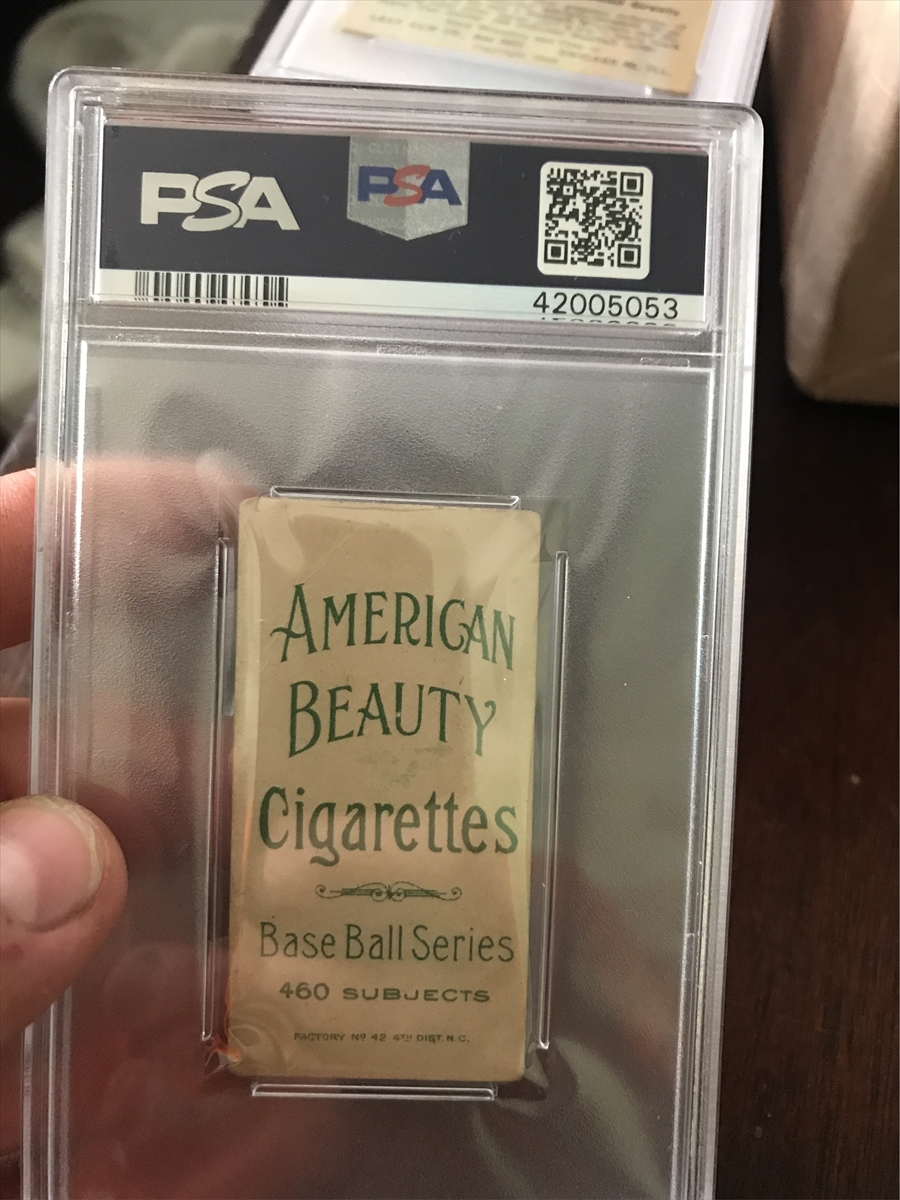 PSA
PSA
42005053
AMERICAN
BEAUTY
Cigarettes
Base Ball Series
460 SUBJECTS
FACTORY Nº 42 4TH DIST. N.C.